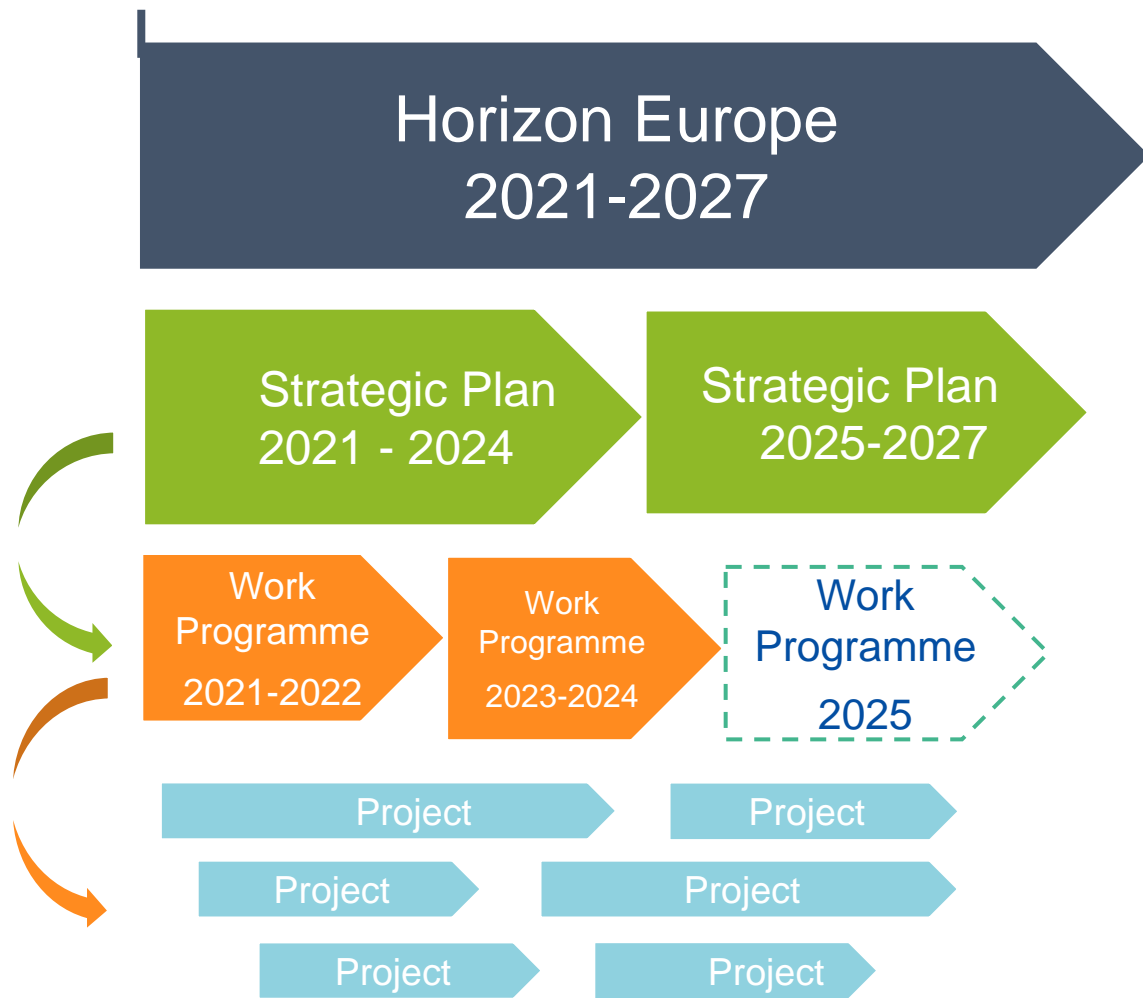 Horizon Europe
2021-2027
Strategic Plan
2021 - 2024
Strategic Plan
2025-2027
Work
Programme
2021-2022
Work
Programme
2023-2024
Work
Programme
2025
Project
Project
Project
Project
Project
Project